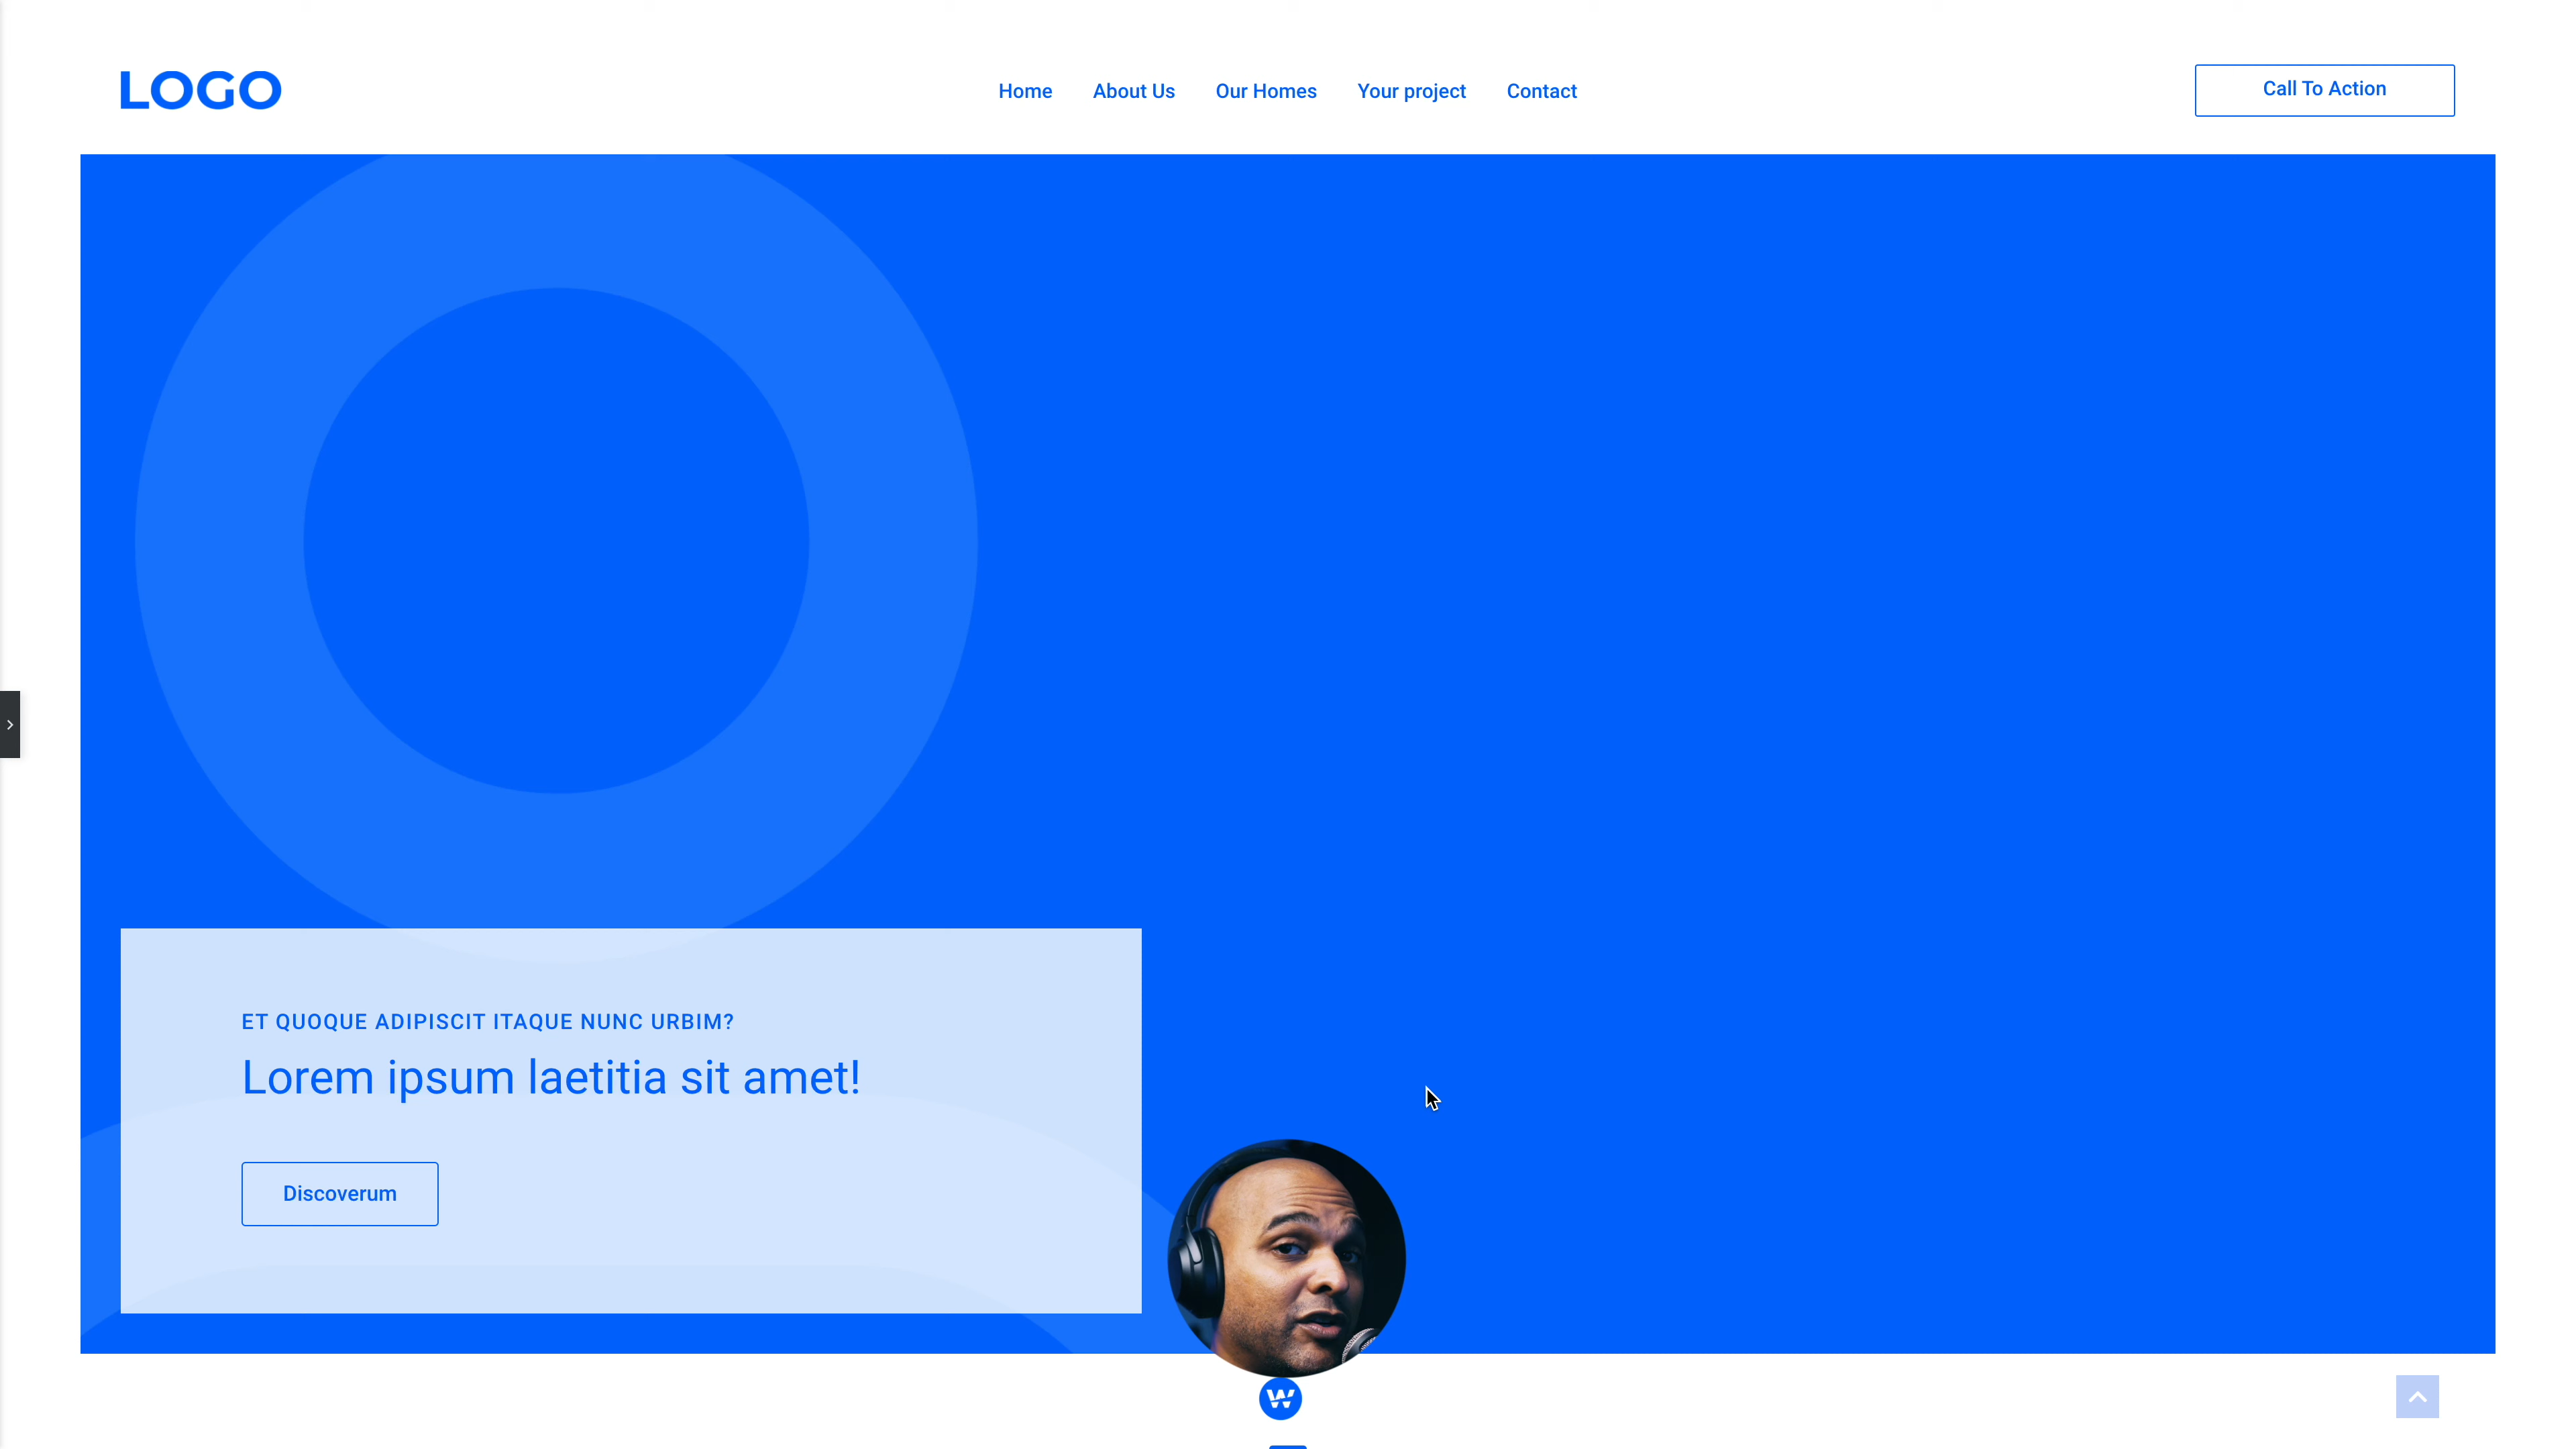 LOGO
Home About Us Our Homes Your project Contact
Call To Action
ET QUOQUE ADIPISCIT ITAQUE NUNC URBIM?
Lorem ipsum laetitia sit amet!
Discoverum
W